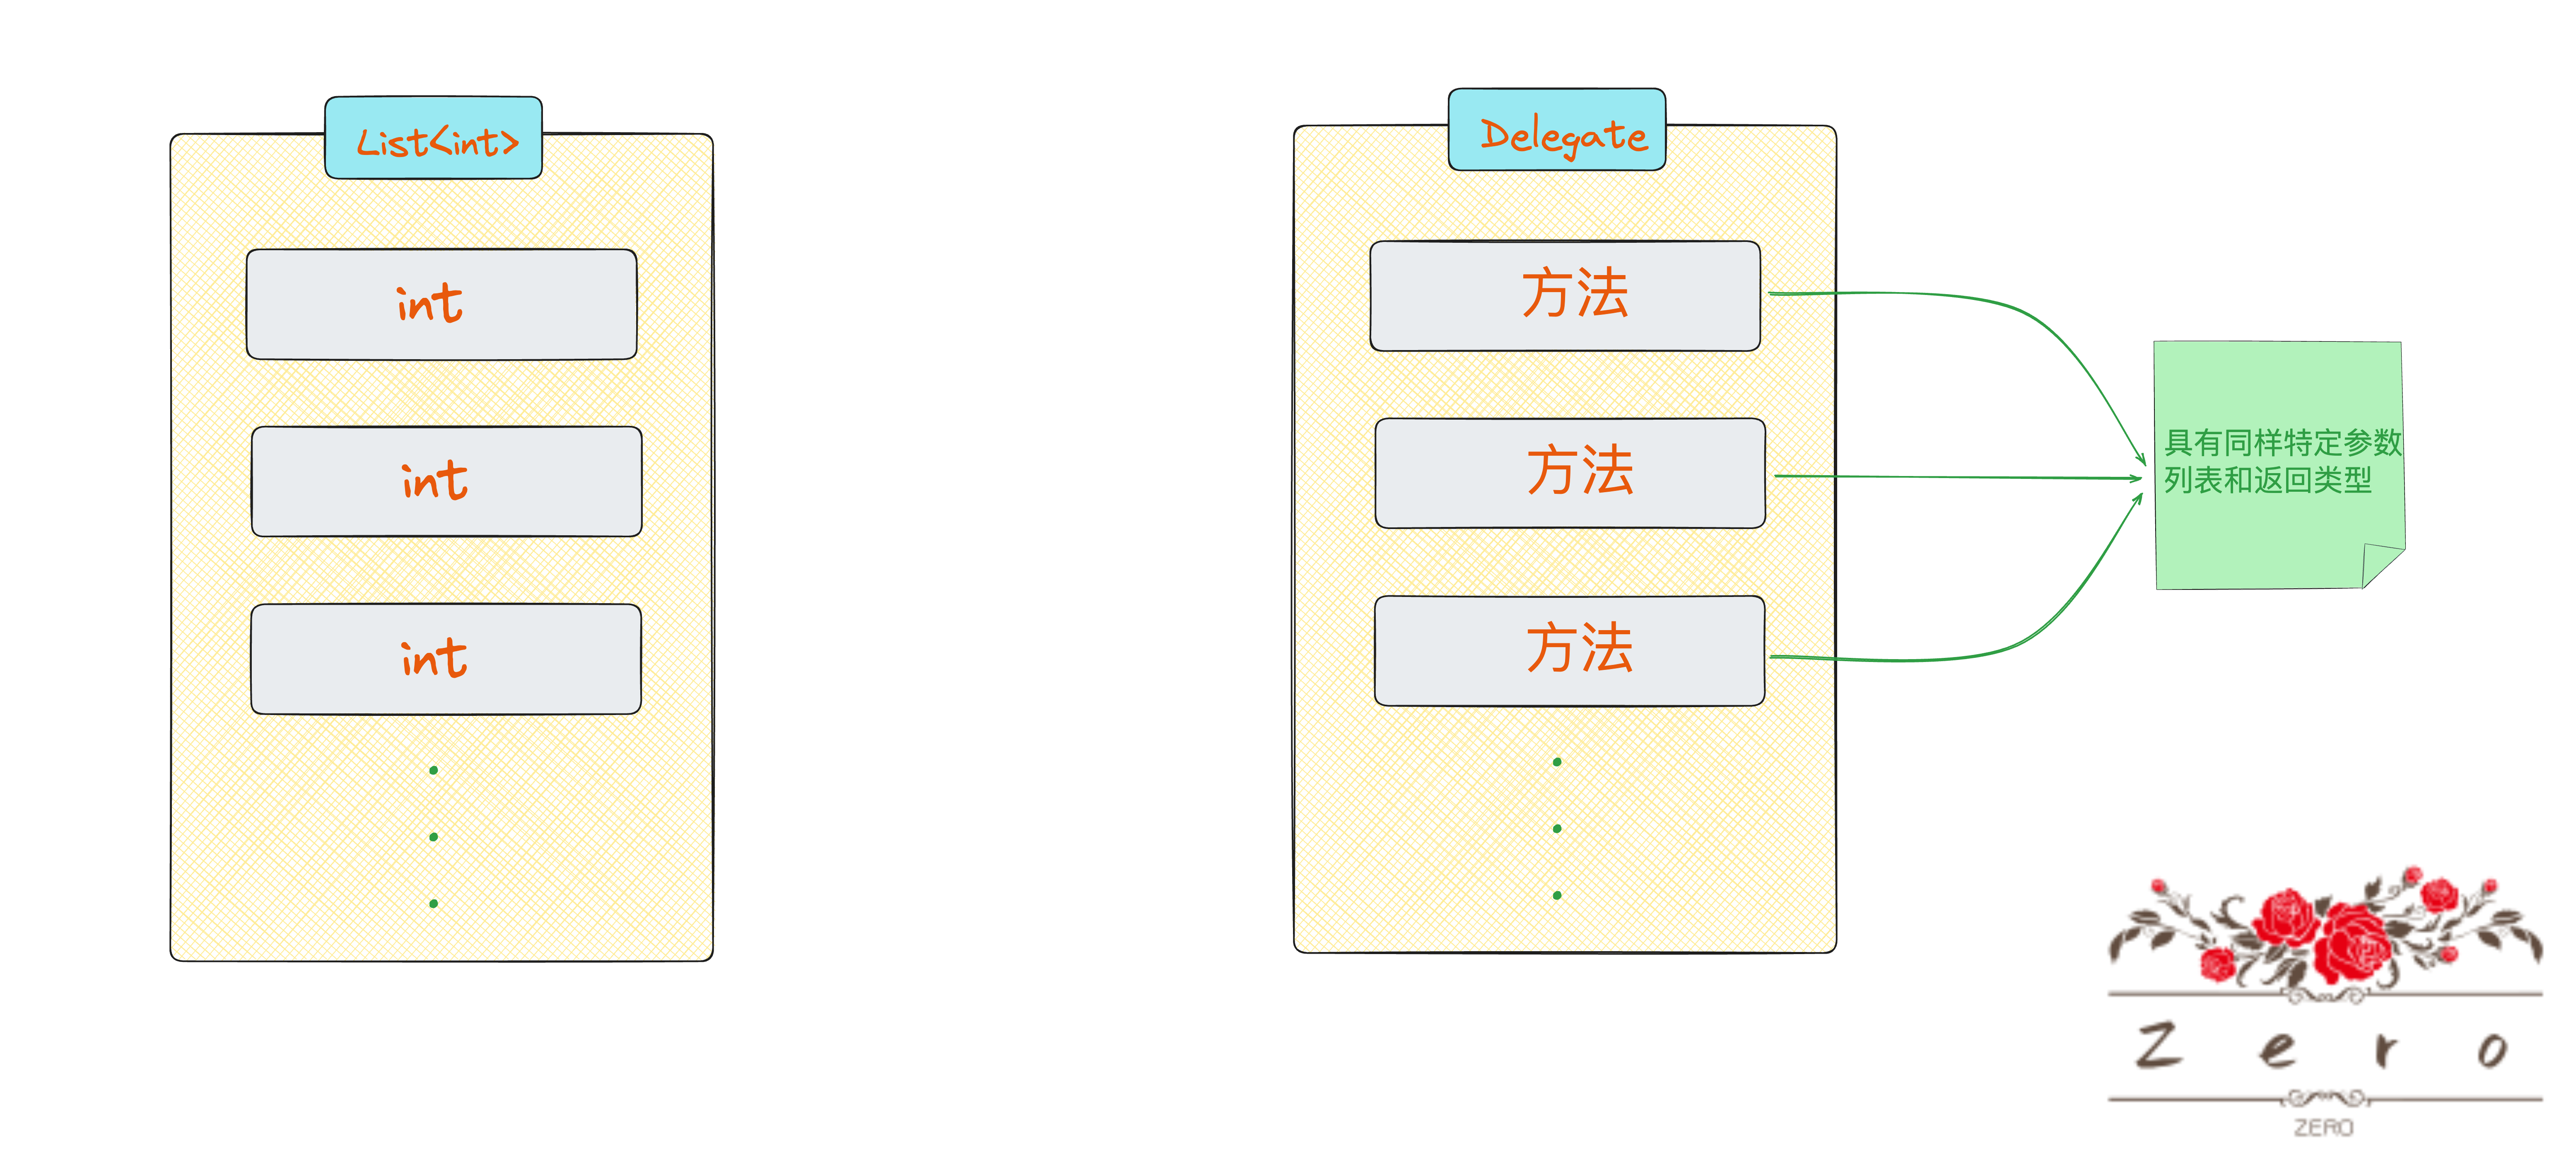 List<int>
int
int
int
Delegate
方法
方法
方法
具有同样特定参数
列表和返回类型
Zero
ZERO